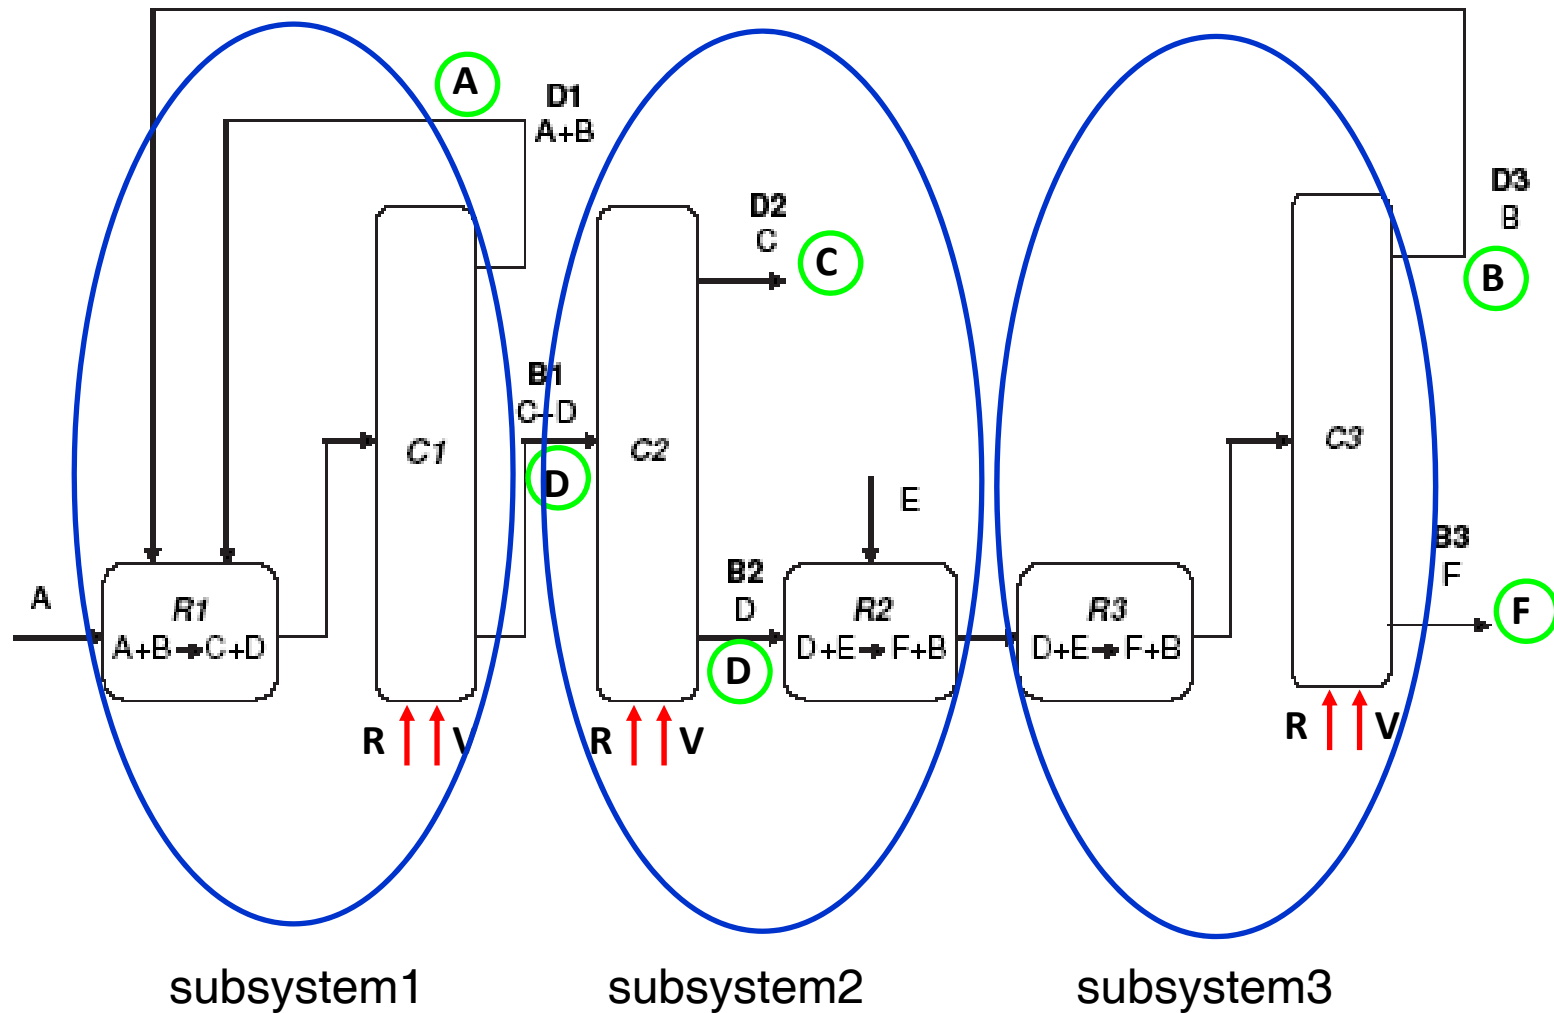 A
D1
A+B
D3
B
B
D2
C
C
B1
C+D
D
C1
C2
C3
E
A
R1
A+B→C+D
B2
D
D
R2
D+E→F+B
R3
D+E→F+B
B3
F
F
R V
R V
R V
subsystem1
subsystem2
subsystem3